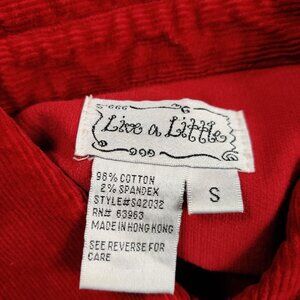 Live a Little
S
98% COTTON
2% SPANDEX
STYLE#S42032
RN# 63963
MADE IN HONG KONG
SEE REVERSE FOR
CARE